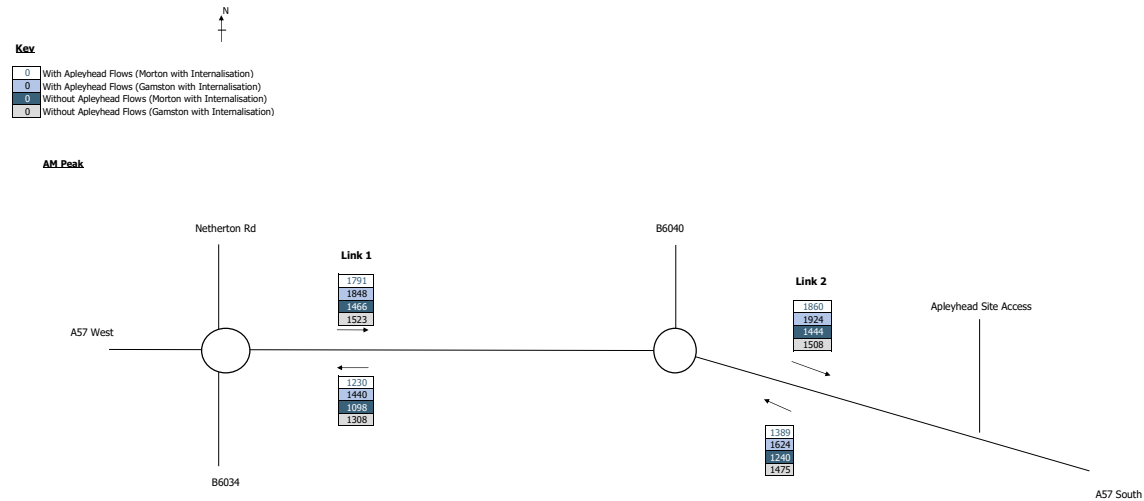 N
Key
0 With Apleyhead Flows (Morton with Internalisation)
0 With Apleyhead Flows (Gamston with Internalisation)
0 Without Apleyhead Flows (Morton with Internalisation)
0 Without Apleyhead Flows (Gamston with Internalisation)
AM Peak
Netherton Rd
B6040
Link 1
1791
1848
1466
1523
Link 2
1860
1924
1444
1508
Apleyhead Site Access
A57 West
1230
1440
1098
1308
1389
1624
1240
1475
B6034
A57 South